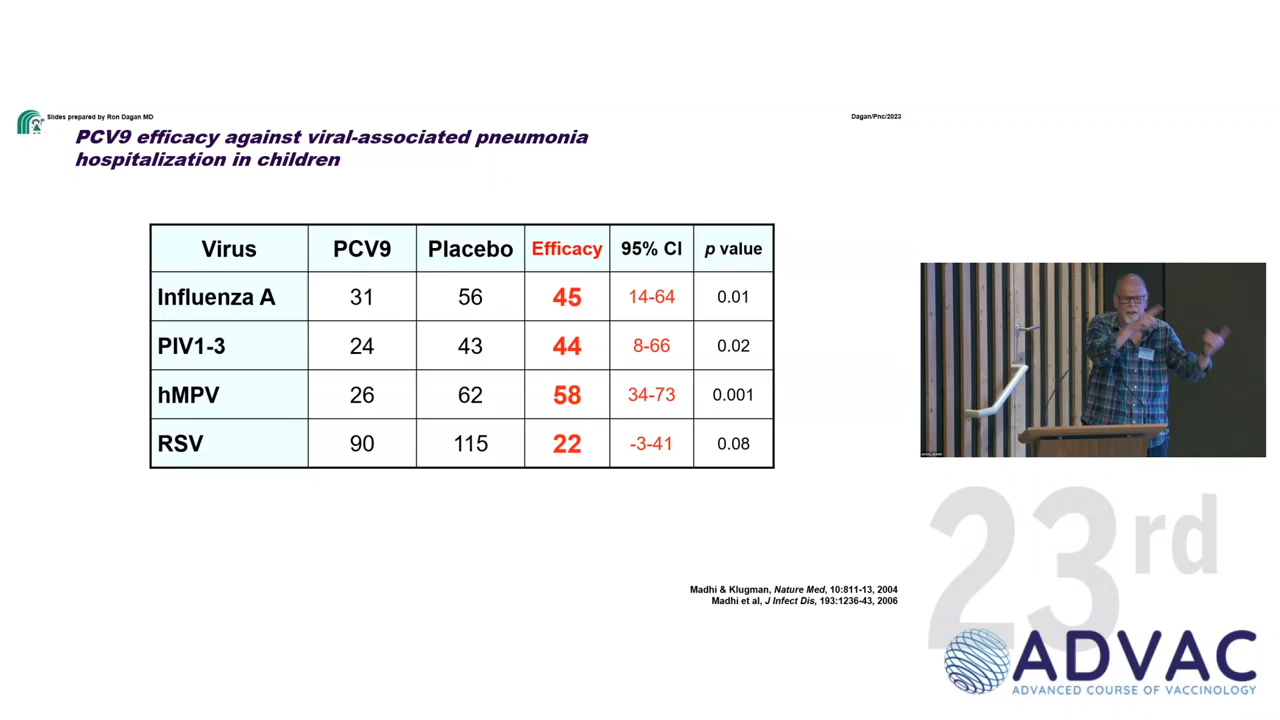 Slides prepared by Ron Dagan MD
Dagan/Pnc/2023
PCV9 efficacy against viral-associated pneumonia
hospitalization in children
Virus PCV9 Placebo Efficacy 95% CI p value
Influenza A 31 56 45 14-64 0.01
PIV1-3 24 43 44 8-66 0.02
hMPV 26 62 58 34-73 0.001
RSV 90 115 22 -3-41 0.08
Madhi & Klugman, Nature Med, 10:811-13, 2004
Madhi et al, J Infect Dis, 193:1236-43, 2006
23rd
ADVAC
ADVANCED COURSE OF VACCINOLOGY